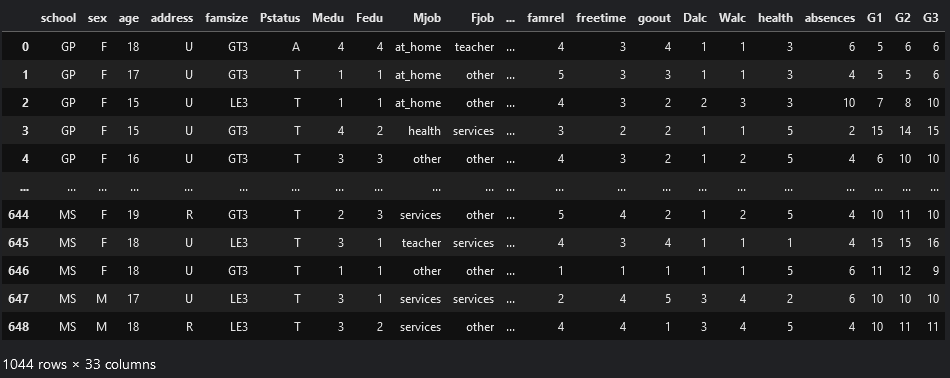 school sex age address famsize Pstatus Medu Fedu Mjob Fjob ... famrel freetime goout Dalc Walc health absences G1 G2 G3
0 GP F 18 U GT3 A 4 4 at_home teacher ... 4 3 4 1 1 3 6 5 6 6
1 GP F 17 U GT3 T 1 1 at_home other ... 5 3 3 1 1 3 4 5 5 6
2 GP F 15 U LE3 T 1 1 at_home other ... 4 3 2 2 3 3 10 7 8 10
3 GP F 15 U GT3 T 4 2 health services ... 3 2 2 1 1 5 2 15 14 15
4 GP F 16 U GT3 T 3 3 other other ... 4 3 2 1 2 5 4 6 10 10
... ... ... ... ... ... ... ... ... ... ... ... ... ... ... ... ... ... ... ... ... ...
644 MS F 19 R GT3 T 2 3 services other ... 5 4 2 1 2 5 4 10 11 10
645 MS F 18 U LE3 T 3 1 teacher services ... 4 3 4 1 1 1 4 15 15 16
646 MS F 18 U GT3 T 1 1 other other ... 1 1 1 1 1 5 6 11 12 9
647 MS M 17 U LE3 T 3 1 services services ... 2 4 5 3 4 2 6 10 10 10
648 MS M 18 R LE3 T 3 2 services other ... 4 4 1 3 4 5 4 10 11 11
1044 rows × 33 columns